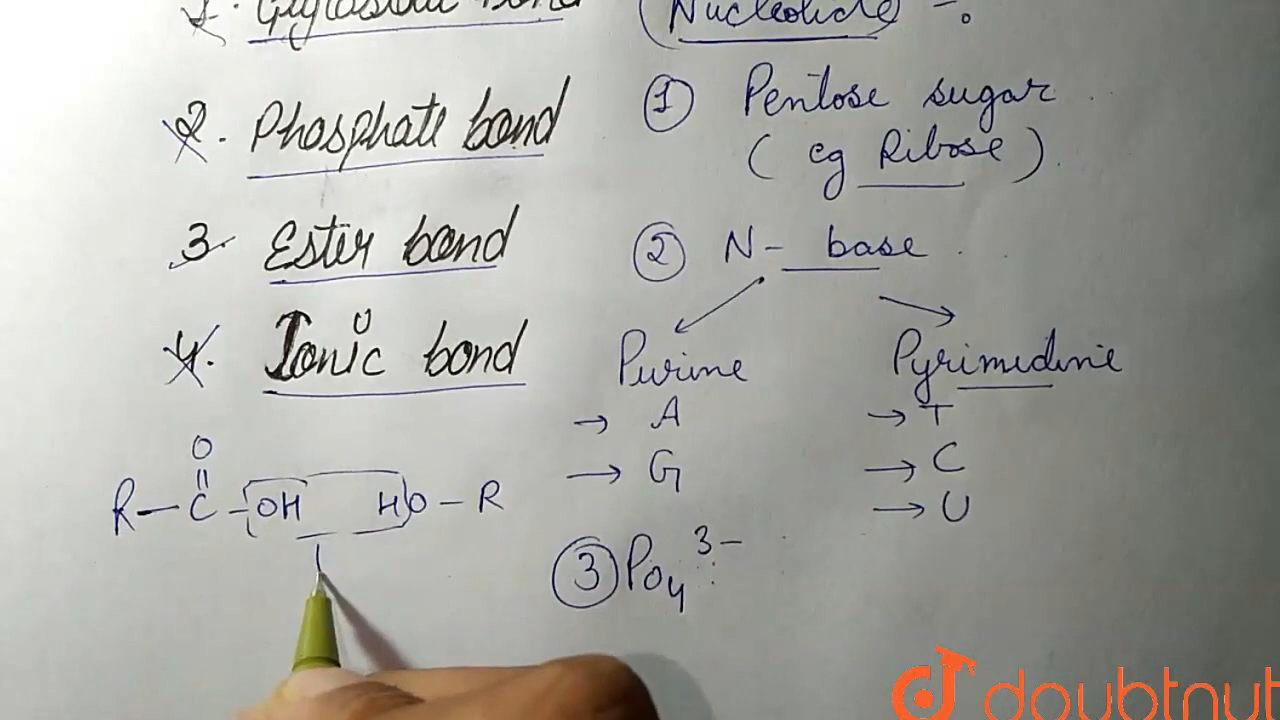 bond
2. Phosphate bond
3. Ester bond
4. Ionic bond
O
R — C — OH HO — R
(Nucleotide -:
1 Pentose sugar
(eg Ribose).
2 N- base.
Purine Pyrimidine
→ A → T
→ G → C
→ U
3 PO4 3-
doubtnut